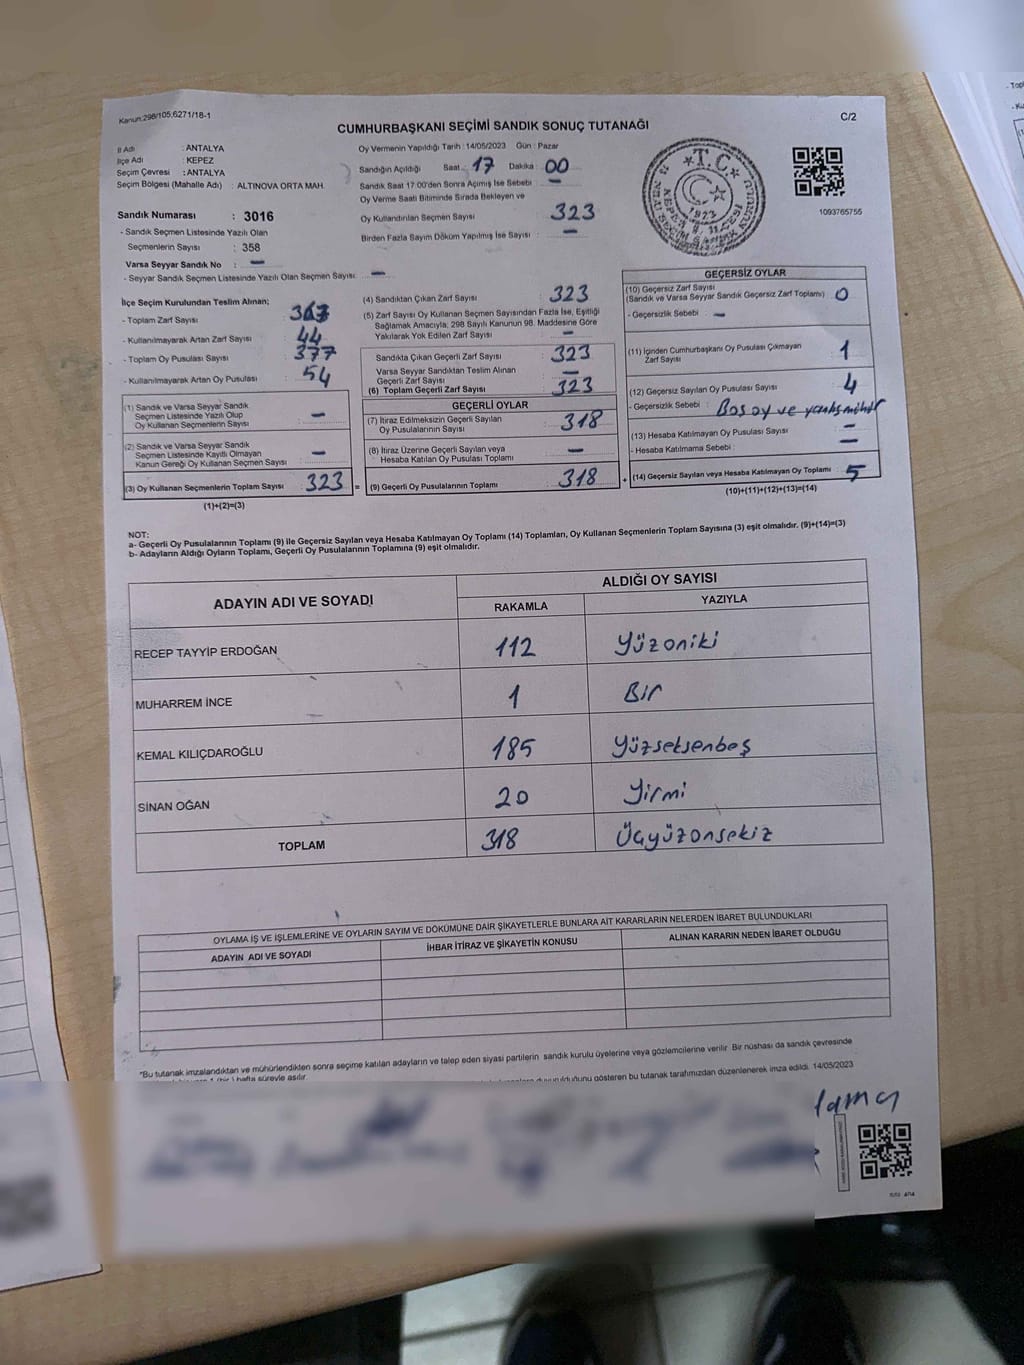 Kanun:298/105,6271/18-1
C/2
CUMHURBAŞKANI SEÇİMİ SANDIK SONUÇ TUTANAĞI
İl Adı : ANTALYA
İlçe Adı : KEPEZ
Seçim Çevresi : ANTALYA
Seçim Bölgesi (Mahalle Adı) : ALTINOVA ORTA MAH.
Sandık Numarası : 3016
- Sandık Seçmen Listesinde Yazılı Olan
Seçmenlerin Sayısı : 358
Varsa Seyyar Sandık No : –
- Seyyar Sandık Seçmen Listesinde Yazılı Olan Seçmen Sayısı: –
Oy Vermenin Yapıldığı Tarih : 14/05/2023 Gün : Pazar
Sandığın Açıldığı Saat : 17 Dakika : 00
Sandık Saat 17:00'den Sonra Açımış İse Sebebi : –
Oy Verme Saati Bitiminde Sırada Bekleyen ve
Oy Kullandırılan Seçmen Sayısı 323
Birden Fazla Sayım Döküm Yapılmış İse Sayısı : –
T.C.
1923
1093765755
İlçe Seçim Kurulundan Teslim Alınan;
- Toplam Zarf Sayısı : 367
- Kullanılmayarak Artan Zarf Sayısı : 44
- Toplam Oy Pusulası Sayısı : 377
- Kullanılmayarak Artan Oy Pusulası : 54
(1) Sandık ve Varsa Seyyar Sandık
Seçmen Listesinde Yazılı Olup
Oy Kullanan Seçmenlerin Sayısı : –
(2) Sandık ve Varsa Seyyar Sandık
Seçmen Listesinde Kayıtlı Olmayan
Kanun Gereği Oy Kullanan Seçmen Sayısı : –
(3) Oy Kullanan Seçmenlerin Toplam Sayısı : 323 =
(1)+(2)=(3)
(4) Sandıktan Çıkan Zarf Sayısı : 323
(5) Zarf Sayısı Oy Kullanan Seçmen Sayısından Fazla İse, Eşitliği
Sağlamak Amacıyla; 298 Sayılı Kanunun 98. Maddesine Göre
Yakılarak Yok Edilen Zarf Sayısı : –
Sandıkta Çıkan Geçerli Zarf Sayısı : 323
Varsa Seyyar Sandıktan Teslim Alınan
Geçerli Zarf Sayısı : –
(6) Toplam Geçerli Zarf Sayısı : 323
GEÇERLİ OYLAR
(7) İtiraz Edilmeksizin Geçerli Sayılan
Oy Pusulalarının Sayısı : 318
(8) İtiraz Üzerine Geçerli Sayılan veya
Hesaba Katılan Oy Pusulası Toplamı : –
(9) Geçerli Oy Pusulalarının Toplamı : 318 +
GEÇERSİZ OYLAR
(10) Geçersiz Zarf Sayısı
(Sandık ve Varsa Seyyar Sandık Geçersiz Zarf Toplamı) : 0
- Geçersizlik Sebebi : –
(11) İçinden Cumhurbaşkanı Oy Pusulası Çıkmayan
Zarf Sayısı : 1
(12) Geçersiz Sayılan Oy Pusulası Sayısı : 4
- Geçersizlik Sebebi : Boş oy ve yanlış mühür
(13) Hesaba Katılmayan Oy Pusulası Sayısı : –
- Hesaba Katılmama Sebebi : –
(14) Geçersiz Sayılan veya Hesaba Katılmayan Oy Toplamı : 5
(10)+(11)+(12)+(13)=(14)
NOT:
a- Geçerli Oy Pusulalarının Toplamı (9) ile Geçersiz Sayılan veya Hesaba Katılmayan Oy Toplamı (14) Toplamları, Oy Kullanan Seçmenlerin Toplam Sayısına (3) eşit olmalıdır. (9)+(14)=(3)
b- Adayların Aldığı Oyların Toplamı, Geçerli Oy Pusulalarının Toplamına (9) eşit olmalıdır.
ADAYIN ADI VE SOYADI
ALDIĞI OY SAYISI
RAKAMLA YAZIYLA
RECEP TAYYİP ERDOĞAN 112 Yüzoniki
MUHARREM İNCE 1 Bir
KEMAL KILIÇDAROĞLU 185 Yüzseksenbeş
SİNAN OĞAN 20 Yirmi
TOPLAM 318 Üçyüzonsekiz
OYLAMA İŞ VE İŞLEMLERİNE VE OYLARIN SAYIM VE DÖKÜMÜNE DAİR ŞİKAYETLERLE BUNLARA AİT KARARLARIN NELERDEN İBARET BULUNDUKLARI
ADAYIN ADI VE SOYADI İHBAR İTİRAZ VE ŞİKAYETİN KONUSU ALINAN KARARIN NEDEN İBARET OLDUĞU
*Bu tutanak imzalandıktan ve mühürlendikten sonra seçime katılan adayların ve talep eden siyasi partilerin sandık kurulu üyelerine veya gözlemcilerine verilir. Bir nüshası da sandık çevresinde
hafta süreyle asılır.
gösteren bu tutanak tarafımızdan düzenlenerek imza edildi. 14/05/2023